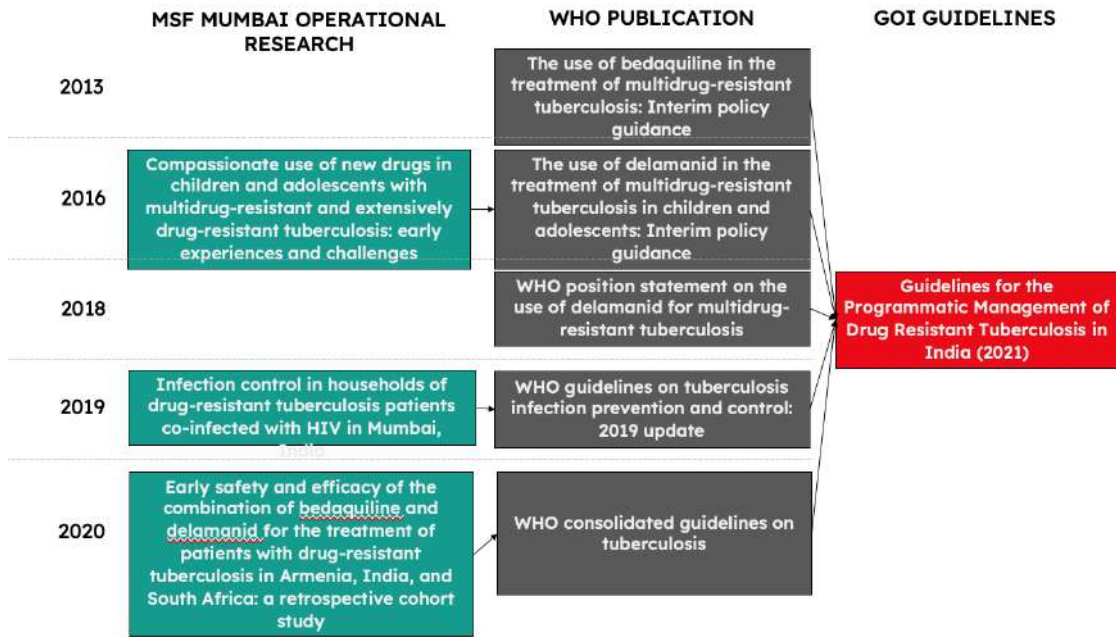 MSF MUMBAI OPERATIONAL
RESEARCH
WHO PUBLICATION
GOI GUIDELINES
2013
The use of bedaquiline in the
treatment of multidrug-resistant
tuberculosis: Interim policy
guidance
2016
Compassionate use of new drugs in
children and adolescents with
multidrug-resistant and extensively
drug-resistant tuberculosis: early
experiences and challenges
The use of delamanid in the
treatment of multidrug-resistant
tuberculosis in children and
adolescents: Interim policy
guidance
2018
WHO position statement on the
use of delamanid for multidrug-
resistant tuberculosis
Guidelines for the
Programmatic Management of
Drug Resistant Tuberculosis in
India (2021)
2019
Infection control in households of
drug-resistant tuberculosis patients
co-infected with HIV in Mumbai,
India
WHO guidelines on tuberculosis
infection prevention and control:
2019 update
2020
Early safety and efficacy of the
combination of bedaquiline and
delamanid for the treatment of
patients with drug-resistant
tuberculosis in Armenia, India, and
South Africa: a retrospective cohort
study
WHO consolidated guidelines on
tuberculosis